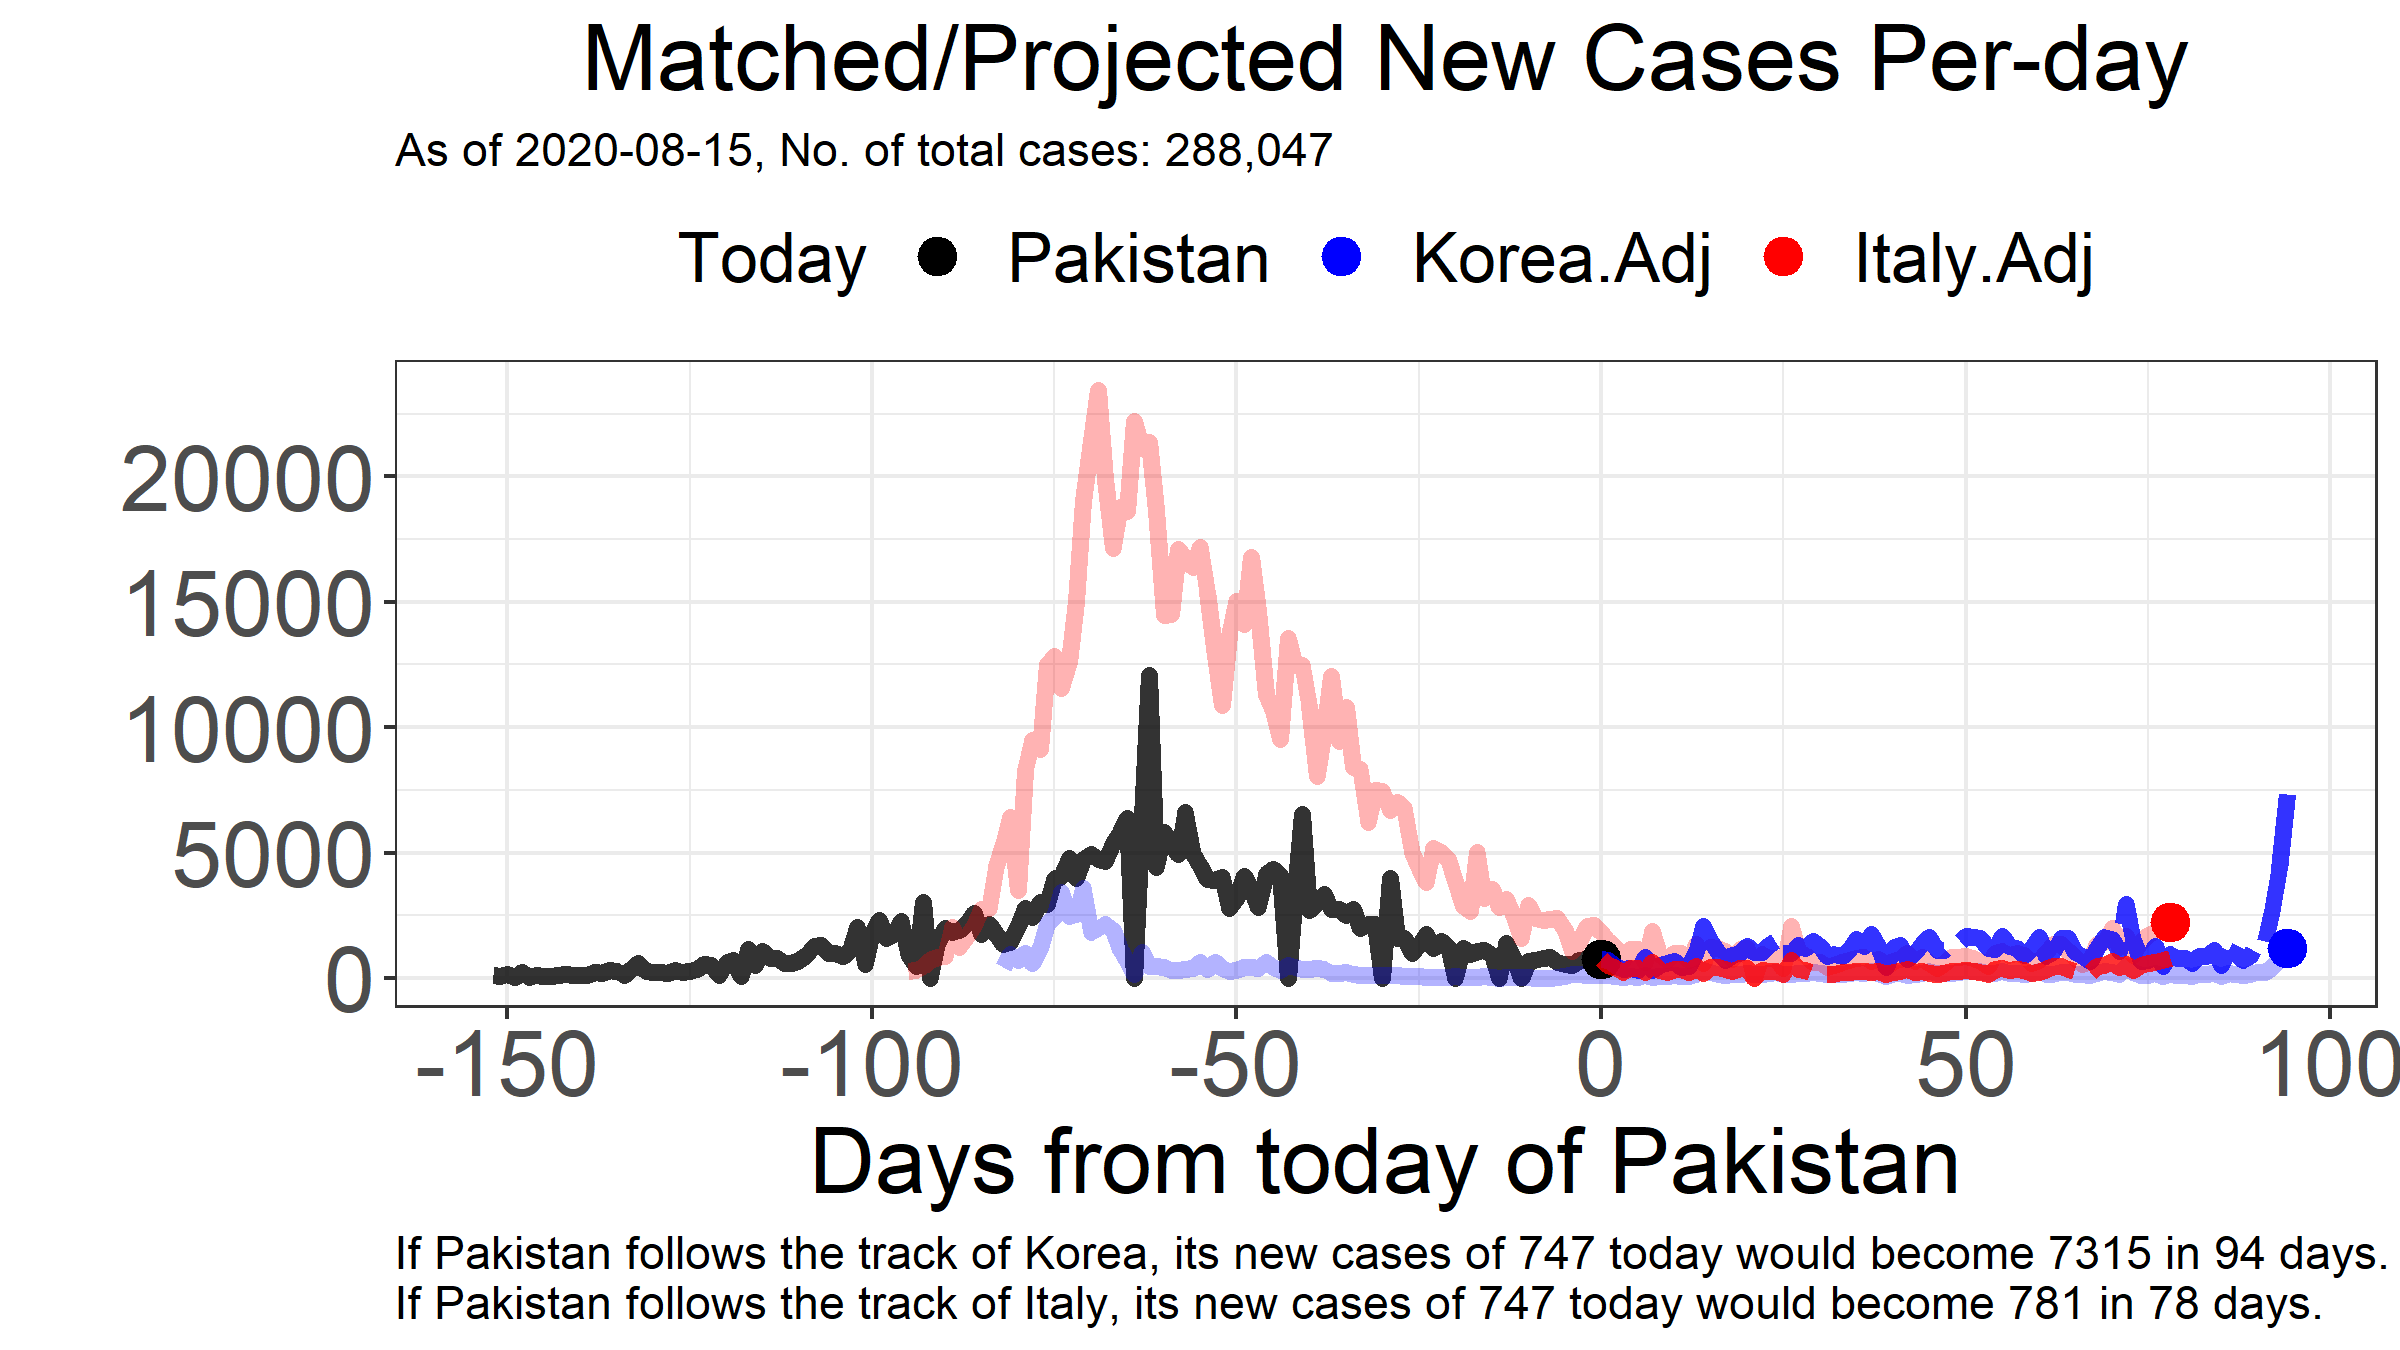 Matched/Projected New Cases Per-day
As of 2020-08-15, No. of total cases: 288,047
Today Pakistan Korea.Adj Italy.Adj
20000
15000
10000
5000
0
-150 -100 -50 0 50 100
Days from today of Pakistan
If Pakistan follows the track of Korea, its new cases of 747 today would become 7315 in 94 days.
If Pakistan follows the track of Italy, its new cases of 747 today would become 781 in 78 days.